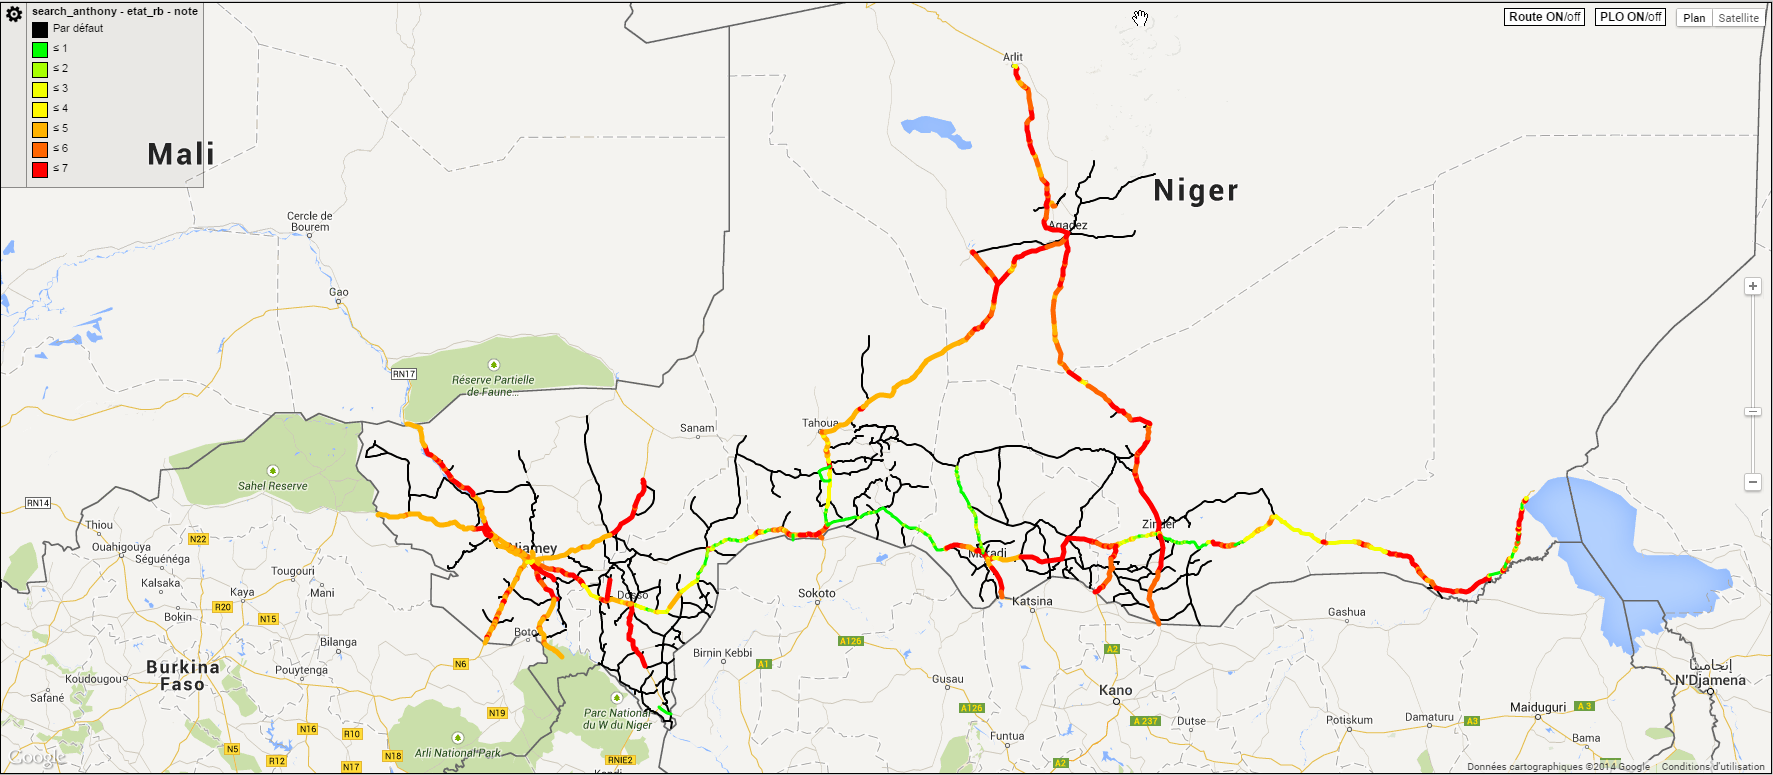 search_anthony - etat_rb - note
Par défaut
≤ 1
≤ 2
≤ 3
≤ 4
≤ 5
≤ 6
≤ 7
Route ON/off
PLO ON/off
Plan
Satellite
Arlit
Mali
Niger
Cercle de
Bourem
Agadez
Gao
RN17
Réserve Partielle
de Faune...
Tahoua
Sanam
Sahel Reserve
RN14
Thiou
N22
Ouahigouya
Séguénéga
Zinder
Niamey
Maradi
Tougouri
Kalsaka
Kaya
Mani
Dosso
Sokoto
Katsina
R20
N15
Bokin
Gashua
Bilanga
Botou
A126
A2
Birnin Kebbi
A1
N6
Burkina
Faso
Koudougou
Pouytenga
Gusau
إنجامينا
N'Djamena
Safané
Kano
Parc National
du W du Niger
N19
A126
A 237
Dutse
Potiskum
Damaturu
A3
Maiduguri
A 3
N16
R10
Bama
Funtua
N5
R12
N18
N17
Arli National Park
RNIE2
Kandi
A2
Google
Données cartographiques ©2014 Google
Conditions d'utilisation